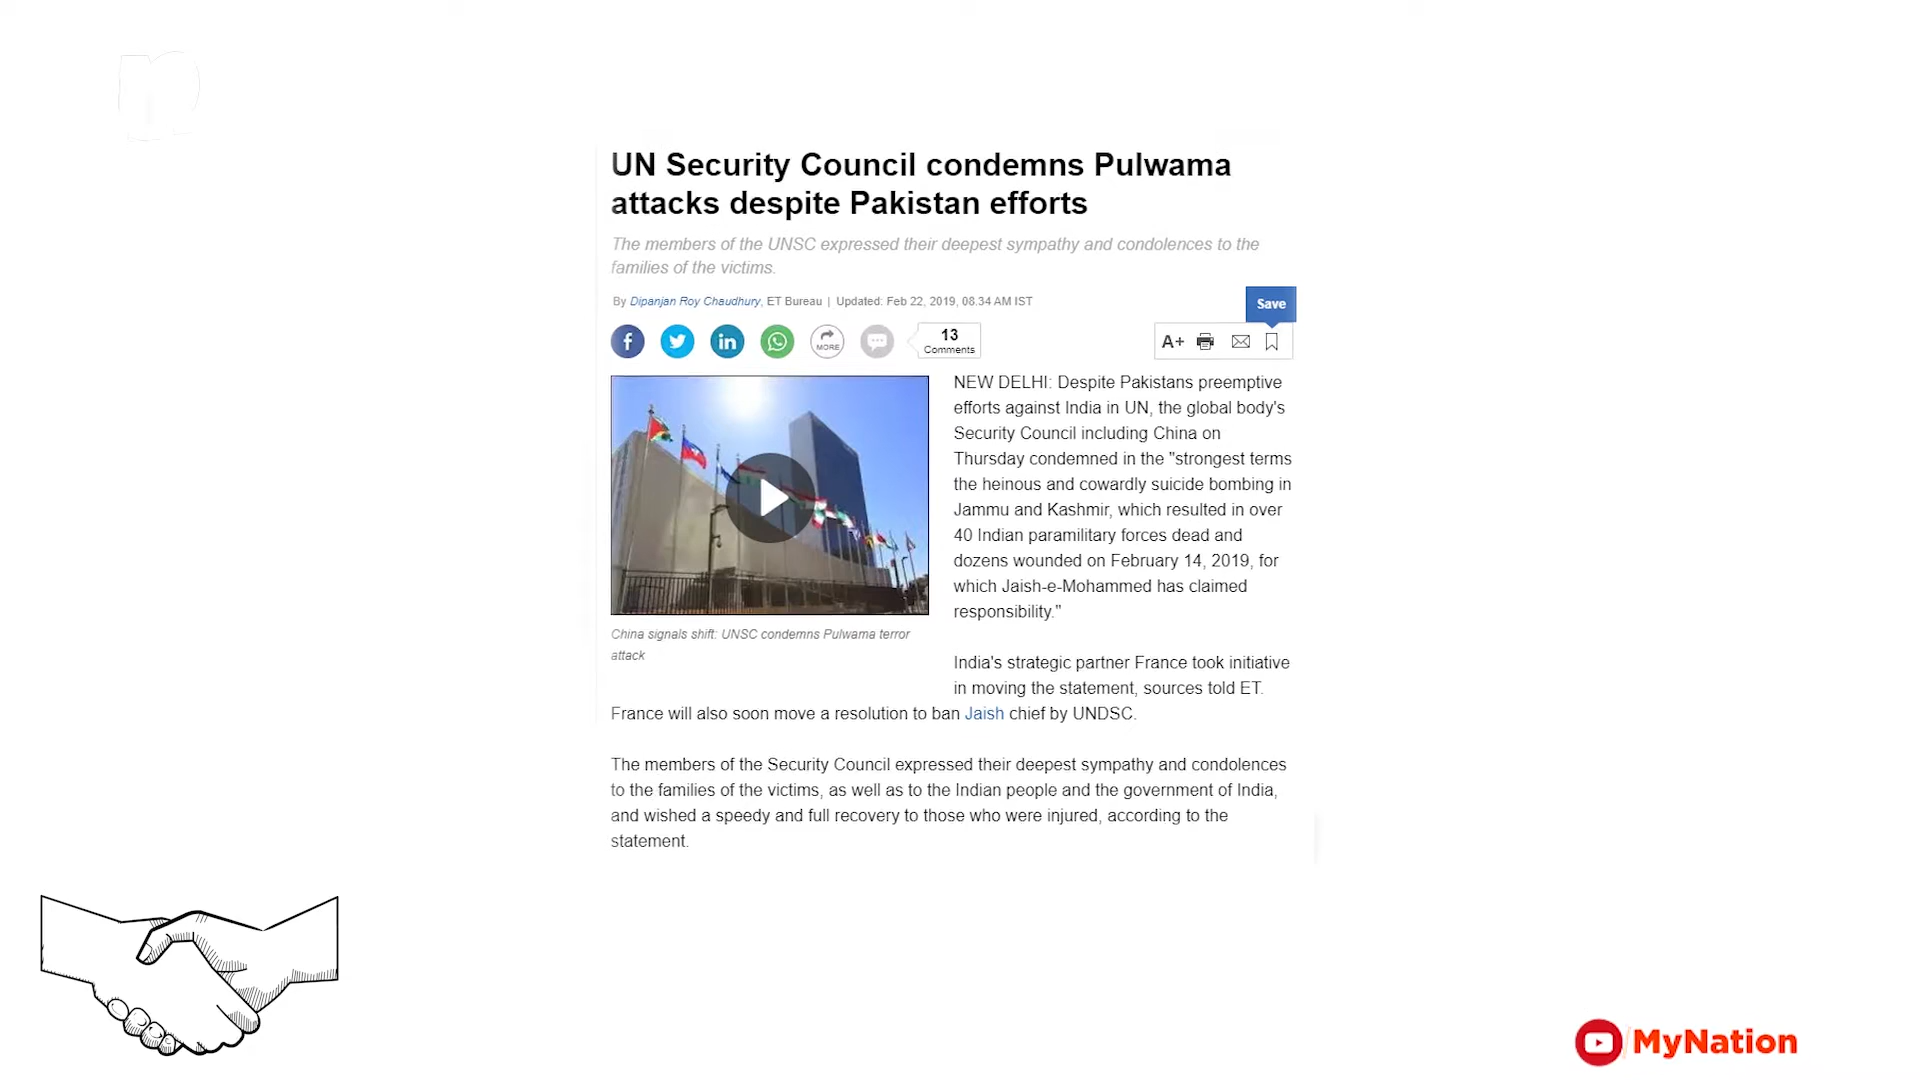 UN Security Council condemns Pulwama
attacks despite Pakistan efforts
The members of the UNSC expressed their deepest sympathy and condolences to the
families of the victims.
By Dipanjan Roy Chaudhury, ET Bureau | Updated: Feb 22, 2019, 08.34 AM IST
Save
MORE
13
Comments
A+
NEW DELHI: Despite Pakistans preemptive
efforts against India in UN, the global body's
Security Council including China on
Thursday condemned in the "strongest terms
the heinous and cowardly suicide bombing in
Jammu and Kashmir, which resulted in over
40 Indian paramilitary forces dead and
dozens wounded on February 14, 2019, for
which Jaish-e-Mohammed has claimed
responsibility."
China signals shift: UNSC condemns Pulwama terror
attack
India's strategic partner France took initiative
in moving the statement, sources told ET.
France will also soon move a resolution to ban Jaish chief by UNDSC.
The members of the Security Council expressed their deepest sympathy and condolences
to the families of the victims, as well as to the Indian people and the government of India,
and wished a speedy and full recovery to those who were injured, according to the
statement.
MyNation